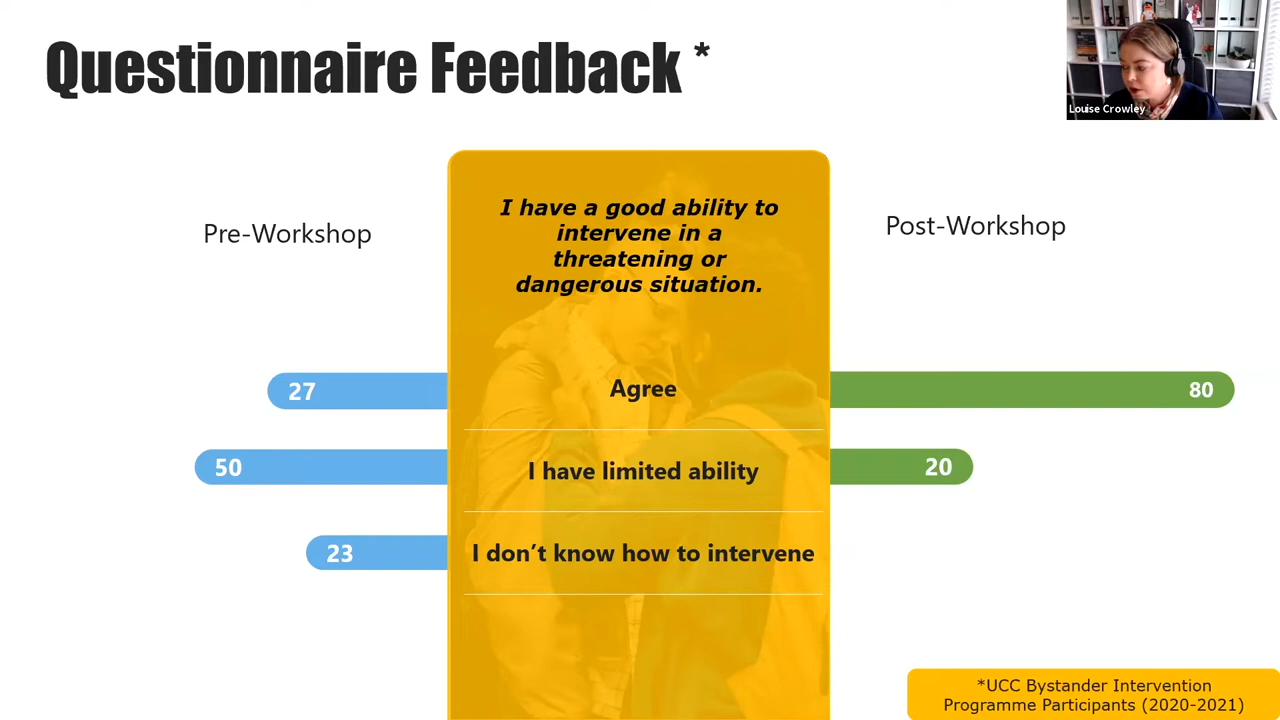 Questionnaire Feedback *
Louise Crowley
Pre-Workshop
I have a good ability to
intervene in a
threatening or
dangerous situation.
Post-Workshop
27
Agree
80
50
I have limited ability
20
23
I don’t know how to intervene
*UCC Bystander Intervention
Programme Participants (2020-2021)